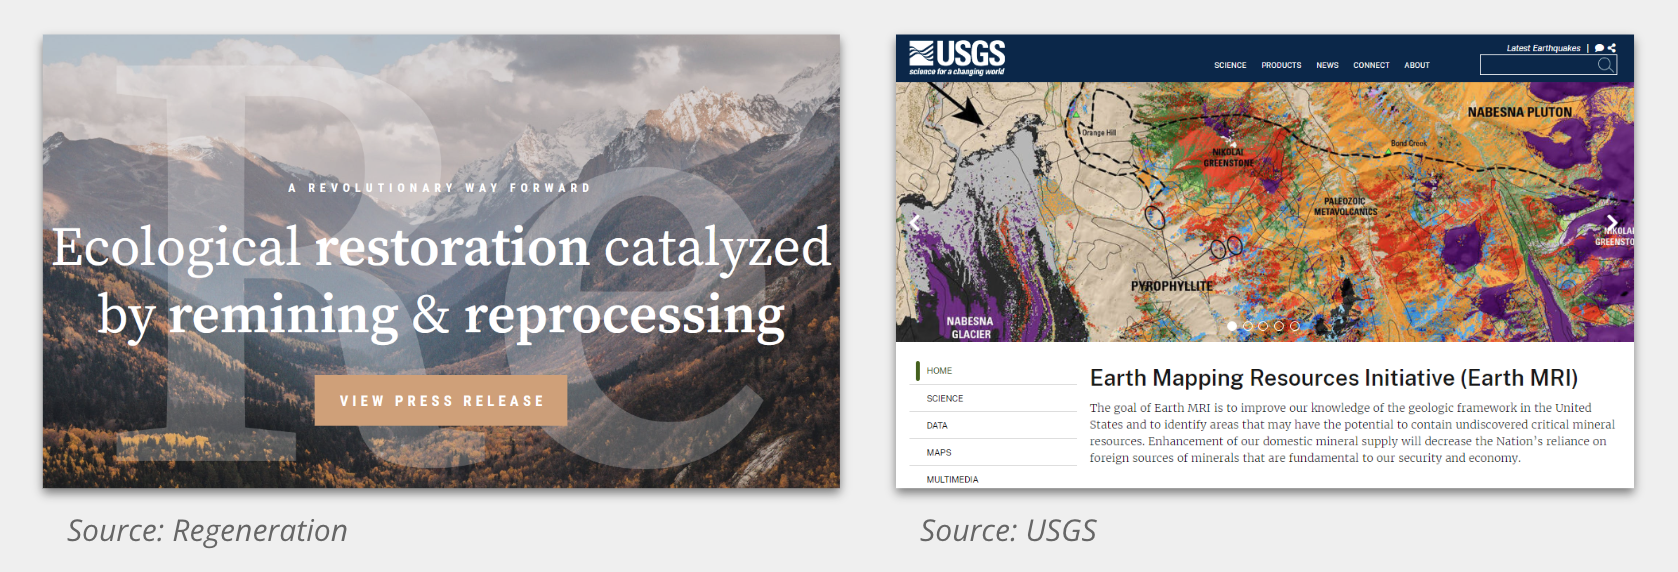 Re
A REVOLUTIONARY WAY FORWARD
Ecological restoration catalyzed
by remining & reprocessing
VIEW PRESS RELEASE
Source: Regeneration
USGS
science for a changing world
Latest Earthquakes |
SCIENCE PRODUCTS NEWS CONNECT ABOUT
NABESNA PLUTON
Orange Hill
Bond Creek
NIKOLAI
GREENSTONE
PALEOZOIC
METAVOLCANICS
NIKOLAI
GREENSTO
PYROPHYLLITE
NABESNA
GLACIER
HOME
SCIENCE
DATA
MAPS
MULTIMEDIA
Earth Mapping Resources Initiative (Earth MRI)
The goal of Earth MRI is to improve our knowledge of the geologic framework in the United
States and to identify areas that may have the potential to contain undiscovered critical mineral
resources. Enhancement of our domestic mineral supply will decrease the Nation's reliance on
foreign sources of minerals that are fundamental to our security and economy.
Source: USGS